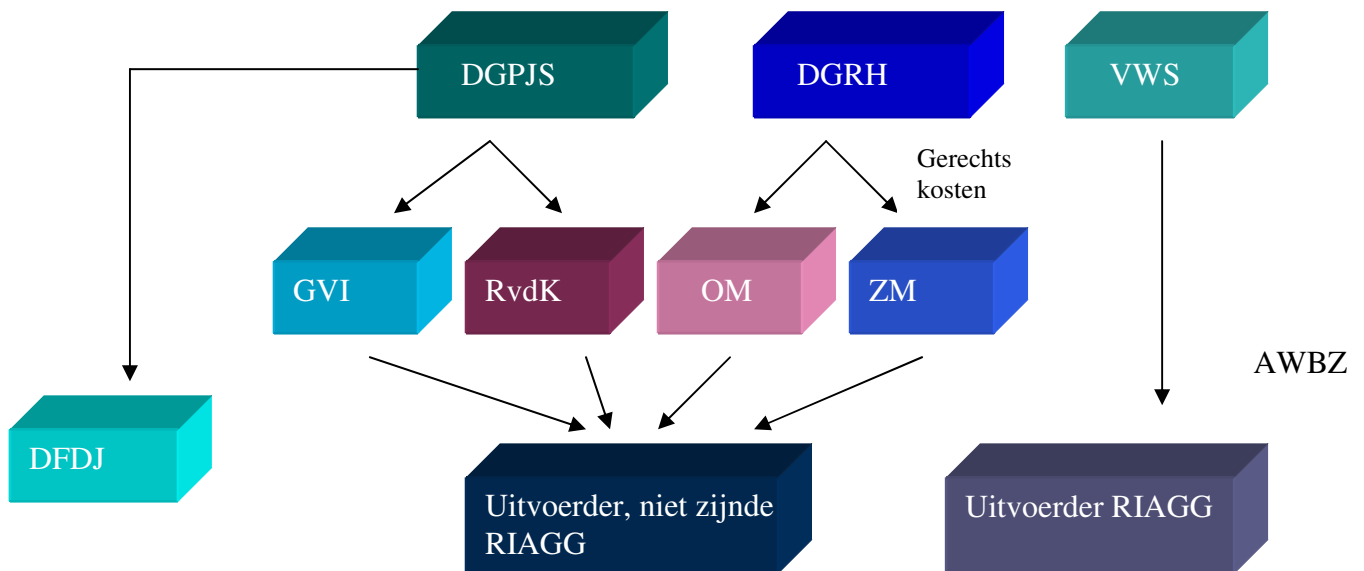 DGPJS
DGRH
VWS
Gerechts
kosten
GVI
RvdK
OM
ZM
AWBZ
DFDJ
Uitvoerder, niet zijnde
RIAGG
Uitvoerder RIAGG